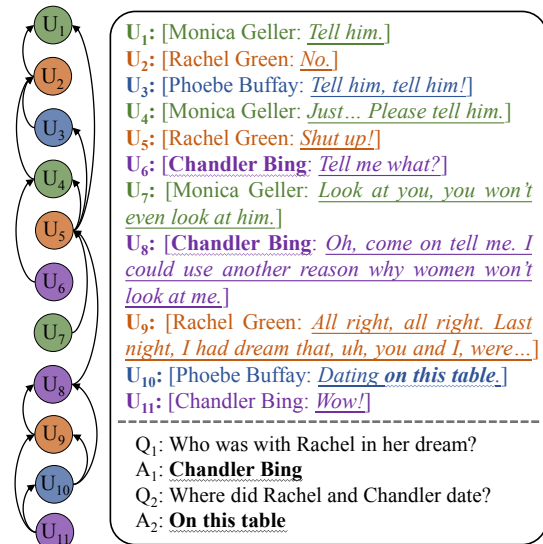 U1
U2
U3
U4
U5
U6
U7
U8
U9
U10
U11
U1: [Monica Geller: Tell him.]
U2: [Rachel Green: No.]
U3: [Phoebe Buffay: Tell him, tell him!]
U4: [Monica Geller: Just… Please tell him.]
U5: [Rachel Green: Shut up!]
U6: [Chandler Bing: Tell me what?]
U7: [Monica Geller: Look at you, you won't
even look at him.]
U8: [Chandler Bing: Oh, come on tell me. I
could use another reason why women won't
look at me.]
U9: [Rachel Green: All right, all right. Last
night, I had dream that, uh, you and I, were…]
U10: [Phoebe Buffay: Dating on this table.]
U11: [Chandler Bing: Wow!]
Q1: Who was with Rachel in her dream?
A1: Chandler Bing
Q2: Where did Rachel and Chandler date?
A2: On this table